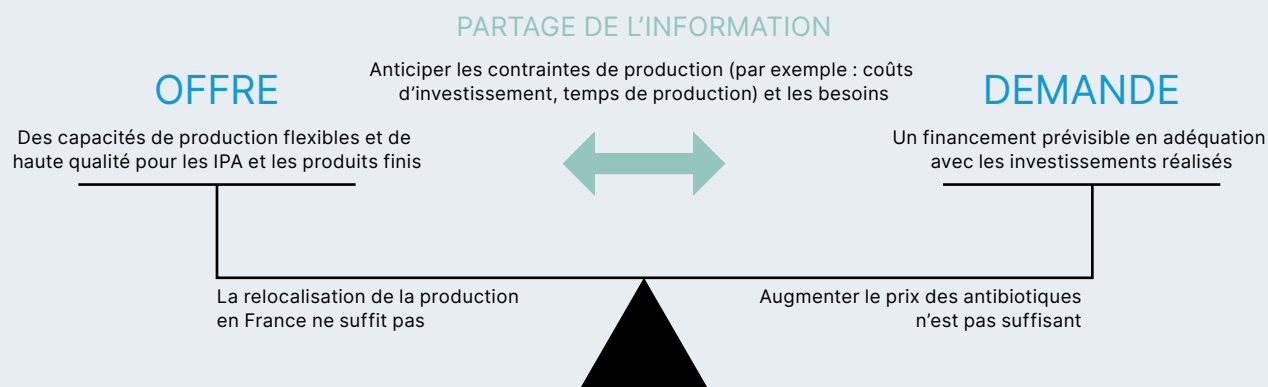 PARTAGE DE L’INFORMATION
Anticiper les contraintes de production (par exemple : coûts
d’investissement, temps de production) et les besoins
OFFRE
Des capacités de production flexibles et de
haute qualité pour les IPA et les produits finis
DEMANDE
Un financement prévisible en adéquation
avec les investissements réalisés
La relocalisation de la production
en France ne suffit pas
Augmenter le prix des antibiotiques
n’est pas suffisant